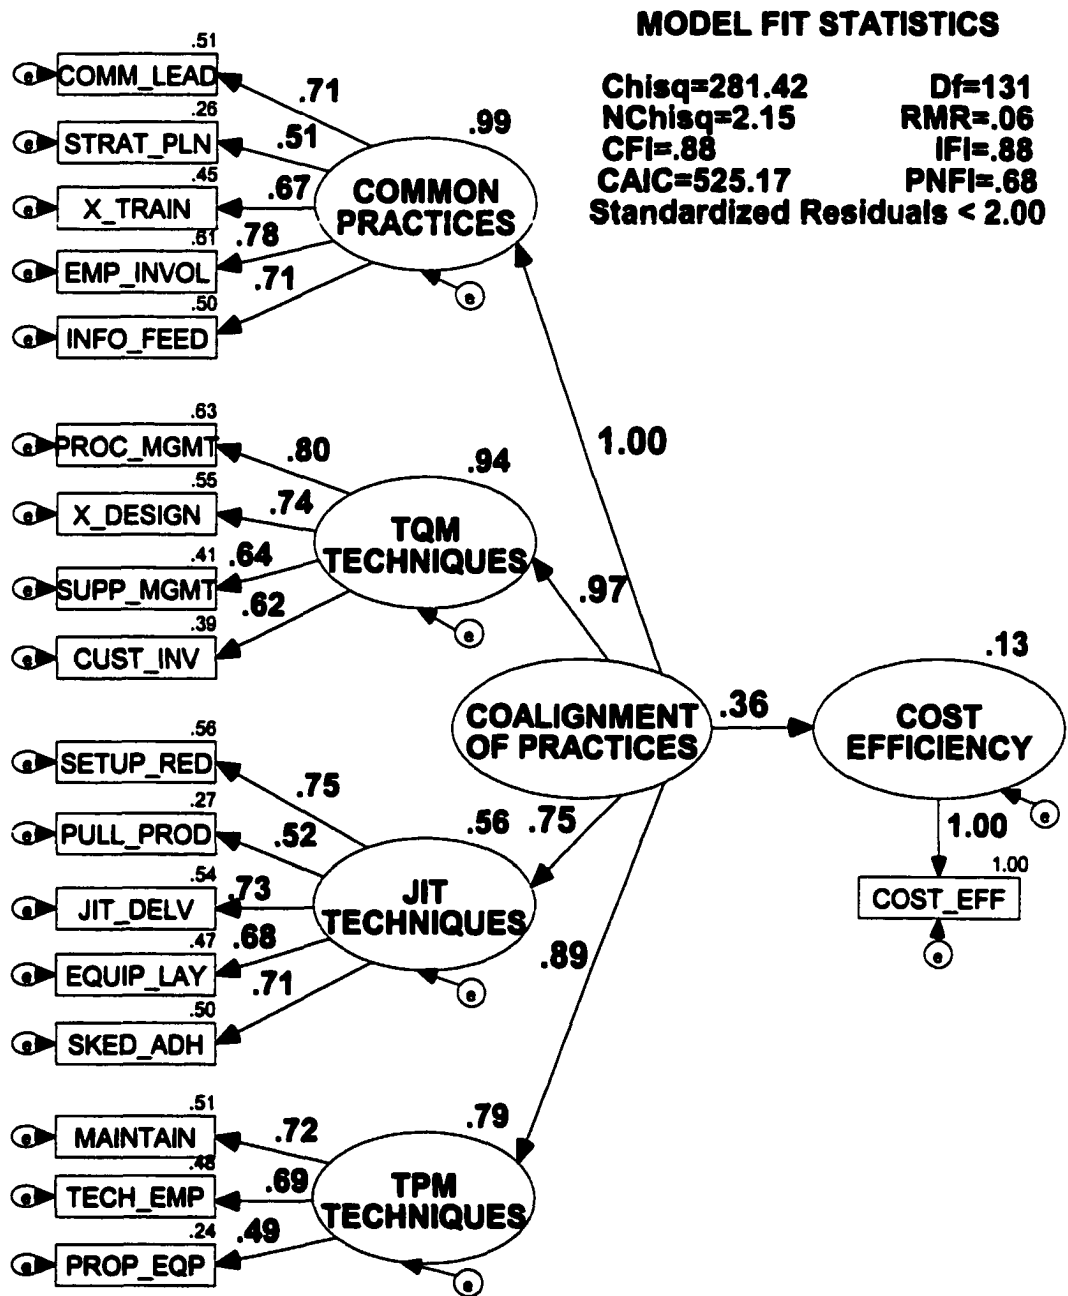 MODEL FIT STATISTICS
Chisq=281.42 Df=131
NChisq=2.15 RMR=.06
CFI=.88 IFI=.88
CAIC=525.17 PNFI=.68
Standardized Residuals < 2.00
.51
e COMM_LEAD
.71
.26
e STRAT_PLN
.51
.45
e X_TRAIN
.67
.61
e EMP_INVOL
.78
.50
e INFO_FEED
.71
.99
COMMON
PRACTICES
e
1.00
.63
e PROC_MGMT
.80
.55
e X_DESIGN
.74
.41
e SUPP_MGMT
.64
.39
e CUST_INV
.62
.94
TQM
TECHNIQUES
e
.97
COALIGNMENT
OF PRACTICES
.36
.13
COST
EFFICIENCY
e
1.00
1.00
COST_EFF
e
.56
e SETUP_RED
.75
.27
e PULL_PROD
.52
.54
e JIT_DELV
.73
.47
e EQUIP_LAY
.68
.50
e SKED_ADH
.71
.56
JIT
TECHNIQUES
e
.75
.89
.51
e MAINTAIN
.72
.48
e TECH_EMP
.69
.24
e PROP_EQP
.49
.79
TPM
TECHNIQUES
e